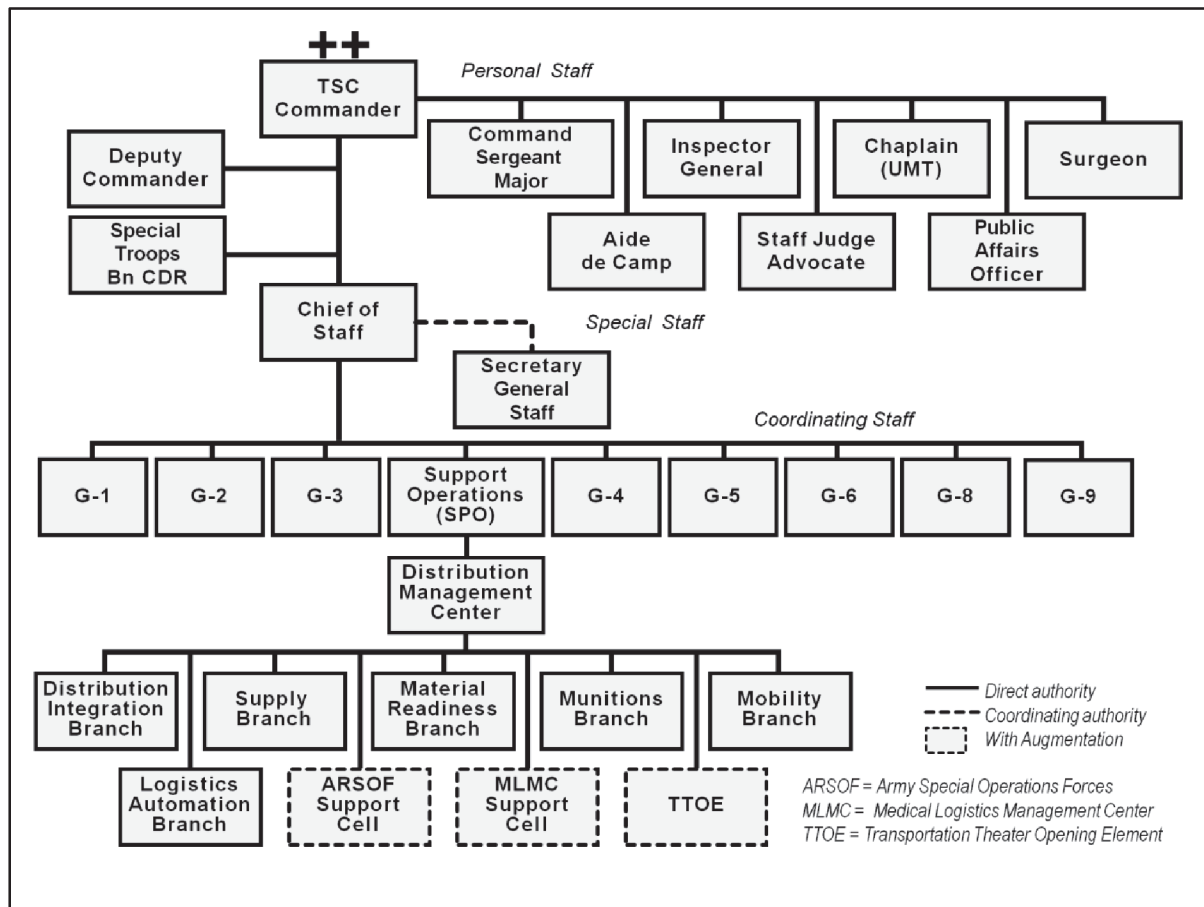 ++
TSC
Commander
Personal Staff
Command
Sergeant
Major
Inspector
General
Chaplain
(UMT)
Surgeon
Deputy
Commander
Aide
de Camp
Staff Judge
Advocate
Public
Affairs
Officer
Special
Troops
Bn CDR
Chief of
Staff
Special Staff
Secretary
General
Staff
Coordinating Staff
G-1
G-2
G-3
Support
Operations
(SPO)
G-4
G-5
G-6
G-8
G-9
Distribution
Management
Center
Distribution
Integration
Branch
Supply
Branch
Material
Readiness
Branch
Munitions
Branch
Mobility
Branch
Logistics
Automation
Branch
ARSOF
Support
Cell
MLMC
Support
Cell
TTOE
Direct authority
Coordinating authority
With Augmentation
ARSOF = Army Special Operations Forces
MLMC = Medical Logistics Management Center
TTOE = Transportation Theater Opening Element